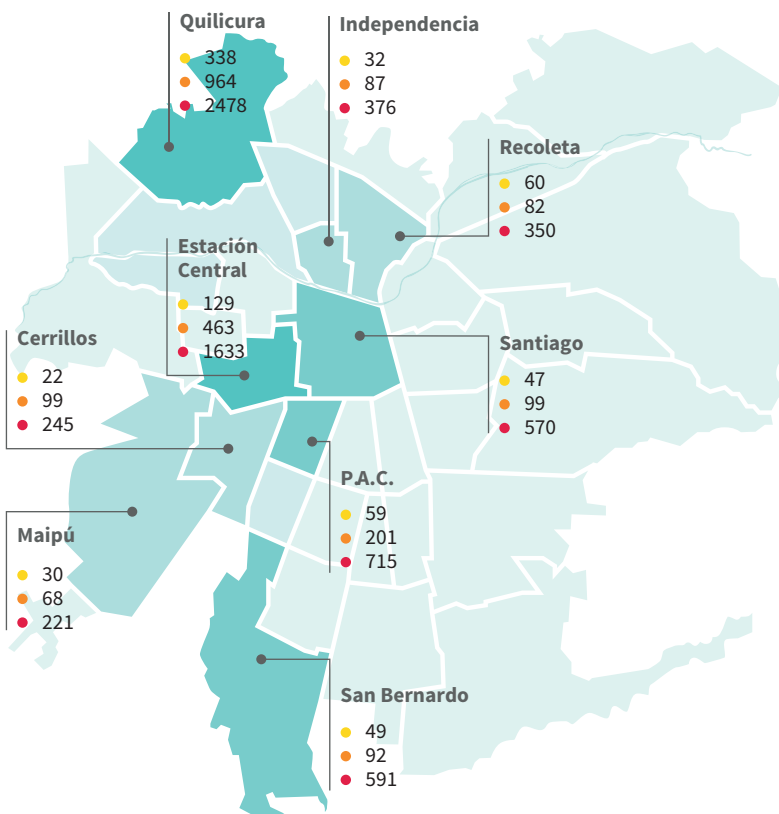 Quilicura
338
964
2478
Independencia
32
87
376
Recoleta
60
82
350
Estación
Central
129
463
1633
Cerrillos
22
99
245
Santiago
47
99
570
P.A.C.
59
201
715
Maipú
30
68
221
San Bernardo
49
92
591